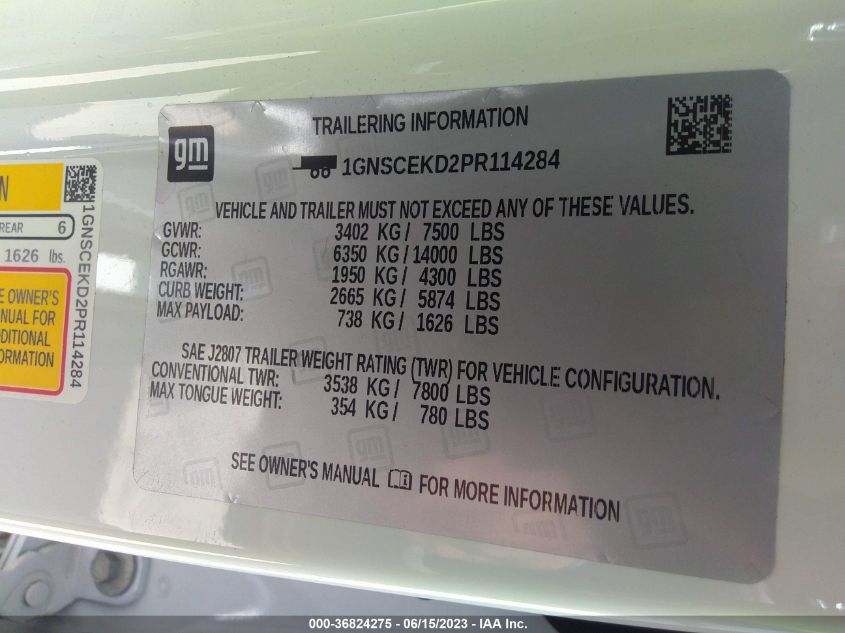 TRAILERING INFORMATION
gm
1GNSCEKD2PR114284
VEHICLE AND TRAILER MUST NOT EXCEED ANY OF THESE VALUES.
GVWR: 3402 KG / 7500 LBS
GCWR: 6350 KG / 14000 LBS
RGAWR: 1950 KG / 4300 LBS
CURB WEIGHT: 2665 KG / 5874 LBS
MAX PAYLOAD: 738 KG / 1626 LBS
SAE J2807 TRAILER WEIGHT RATING (TWR) FOR VEHICLE CONFIGURATION.
CONVENTIONAL TWR: 3538 KG / 7800 LBS
MAX TONGUE WEIGHT: 354 KG / 780 LBS
SEE OWNER'S MANUAL FOR MORE INFORMATION
N
REAR 6
1626 lbs.
E OWNER'S
NUAL FOR
DDITIONAL
ORMATION
1GNSCEKD2PR114284
000-36824275 - 06/15/2023 - IAA Inc.